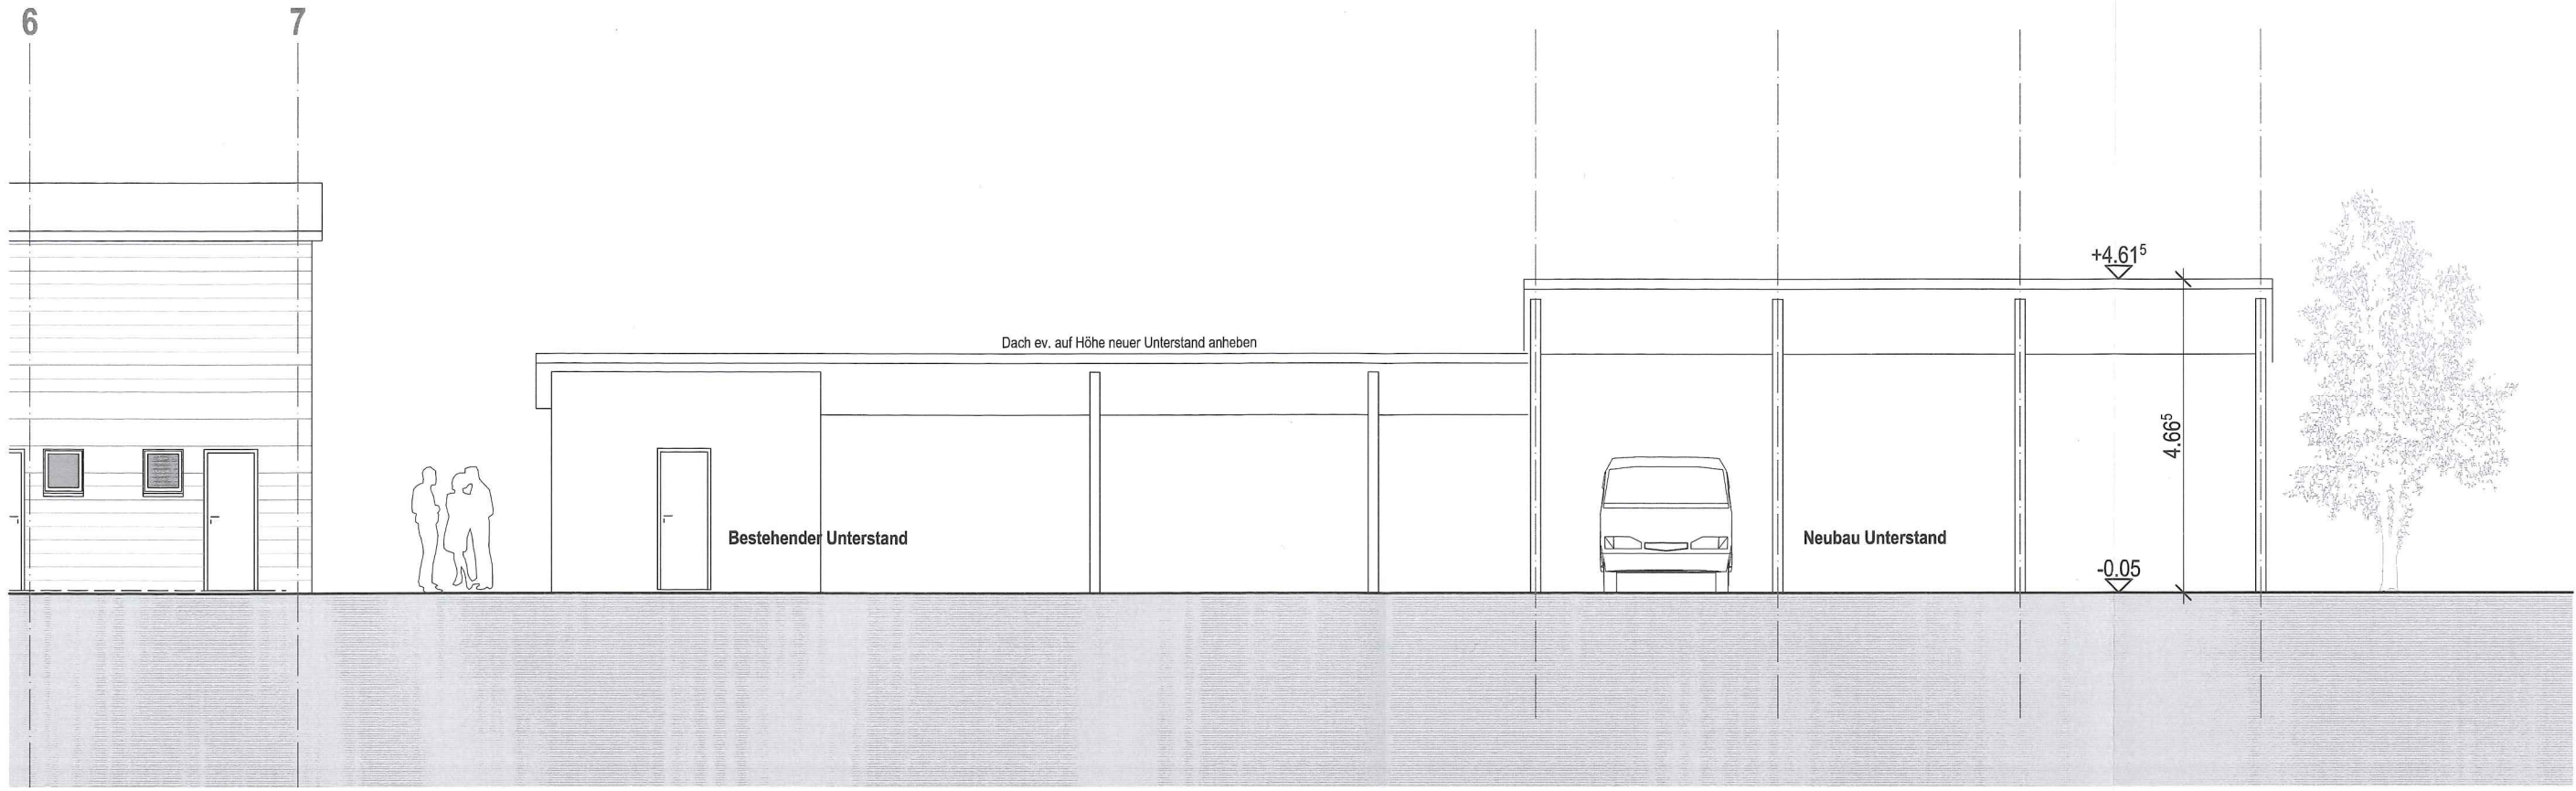 6
7
+4.61⁵
Dach ev. auf Höhe neuer Unterstand anheben
4.66⁵
Bestehender Unterstand
Neubau Unterstand
-0.05